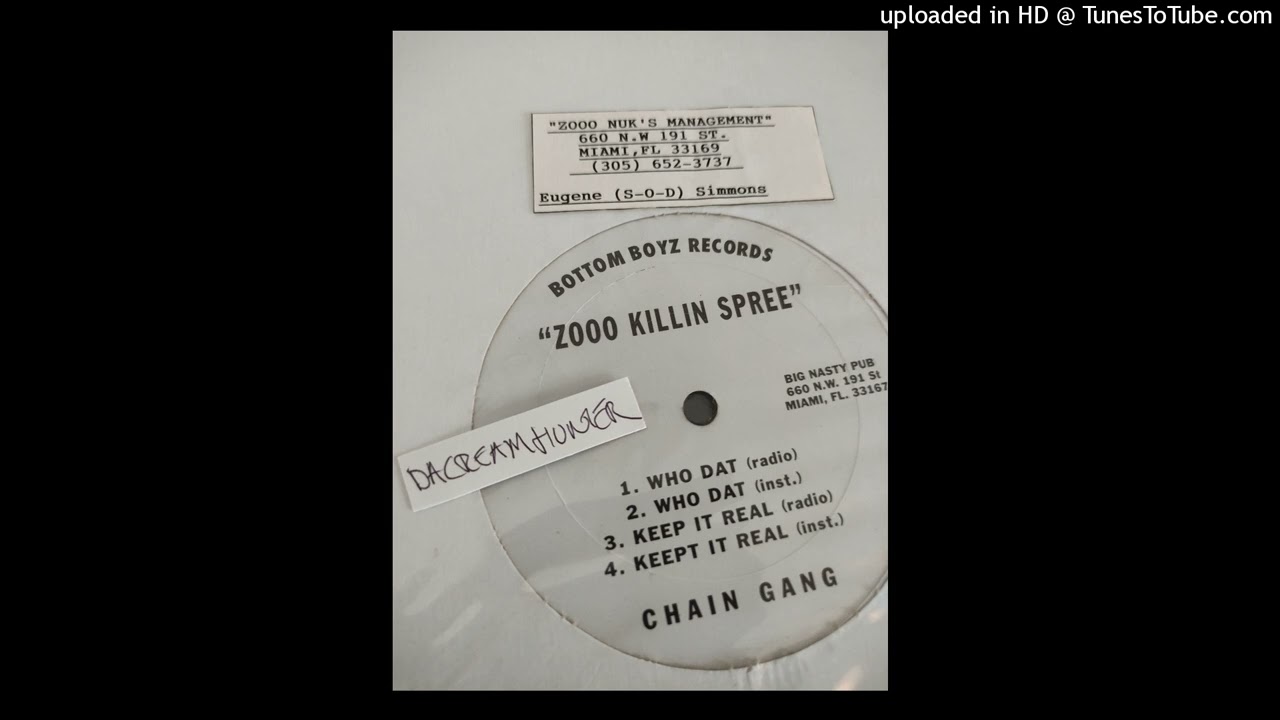 uploaded in HD @ TunesToTube.com
"ZOOO NUK'S MANAGEMENT"
660 N.W 191 ST.
MIAMI,FL 33169
(305) 652-3737
Eugene (S-O-D) Simmons
BOTTOM BOYZ RECORDS
“ZOOO KILLIN SPREE”
BIG NASTY PUB
660 N.W. 191 St
MIAMI, FL. 33167
DACREAMHUNTER
1. WHO DAT (radio)
2. WHO DAT (inst.)
3. KEEP IT REAL (radio)
4. KEEPT IT REAL (inst.)
CHAIN GANG